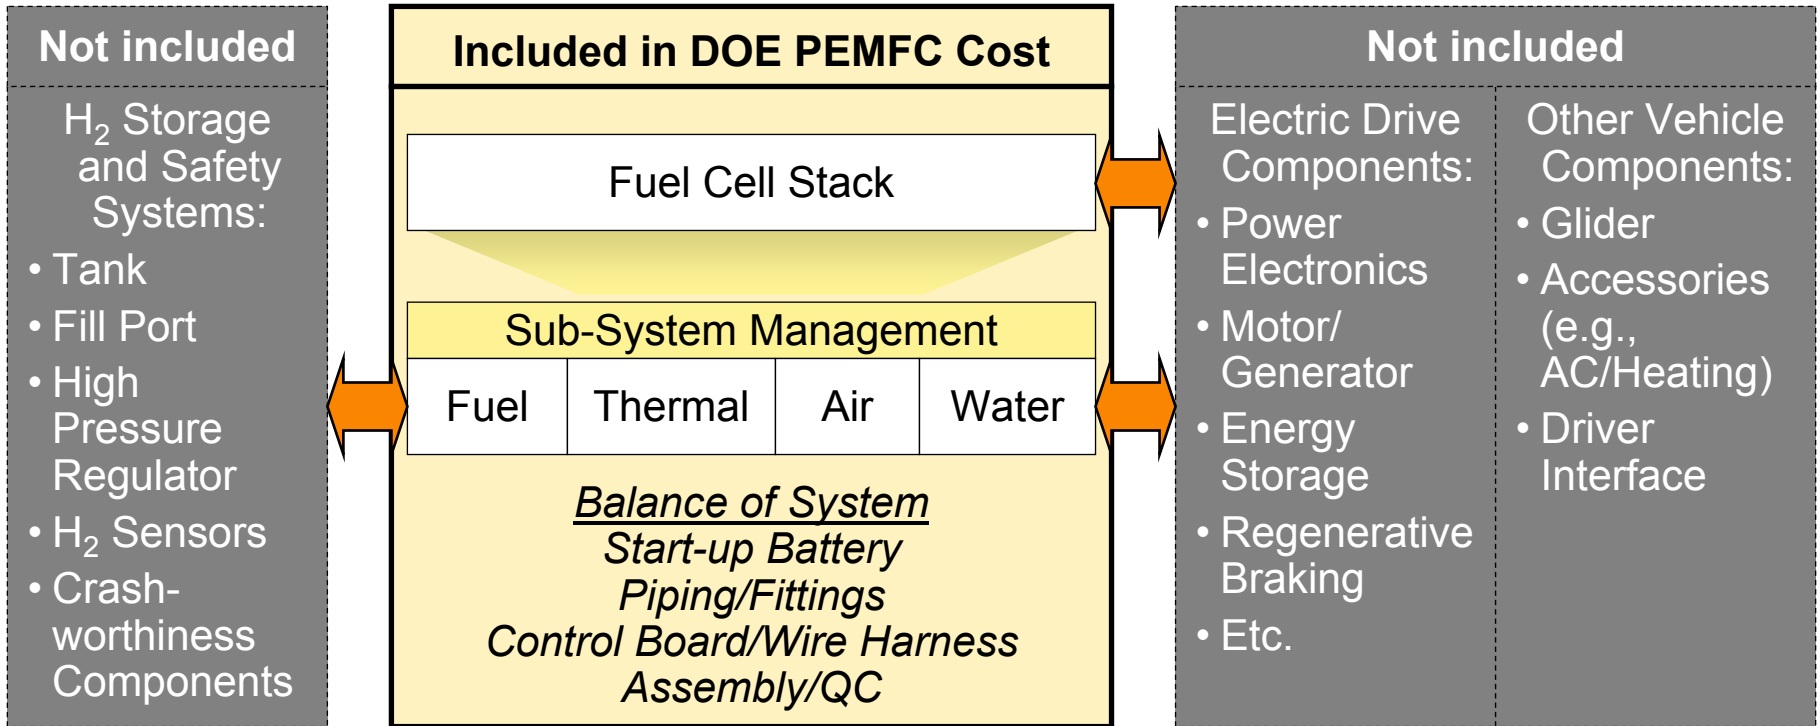 Not included
H₂ Storage
and Safety
Systems:
• Tank
• Fill Port
• High
Pressure
Regulator
• H₂ Sensors
• Crash-
worthiness
Components
Included in DOE PEMFC Cost
Fuel Cell Stack
Sub-System Management
Fuel
Thermal
Air
Water
Balance of System
Start-up Battery
Piping/Fittings
Control Board/Wire Harness
Assembly/QC
Not included
Electric Drive
Components:
• Power
Electronics
• Motor/
Generator
• Energy
Storage
• Regenerative
Braking
• Etc.
Other Vehicle
Components:
• Glider
• Accessories
(e.g.,
AC/Heating)
• Driver
Interface